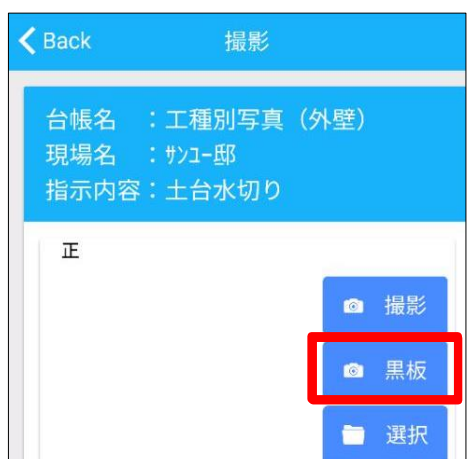 Back
撮影
台帳名 ：工種別写真（外壁）
現場名 ：ｻﾝﾕｰ邸
指示内容：土台水切り
正
撮影
黒板
選択